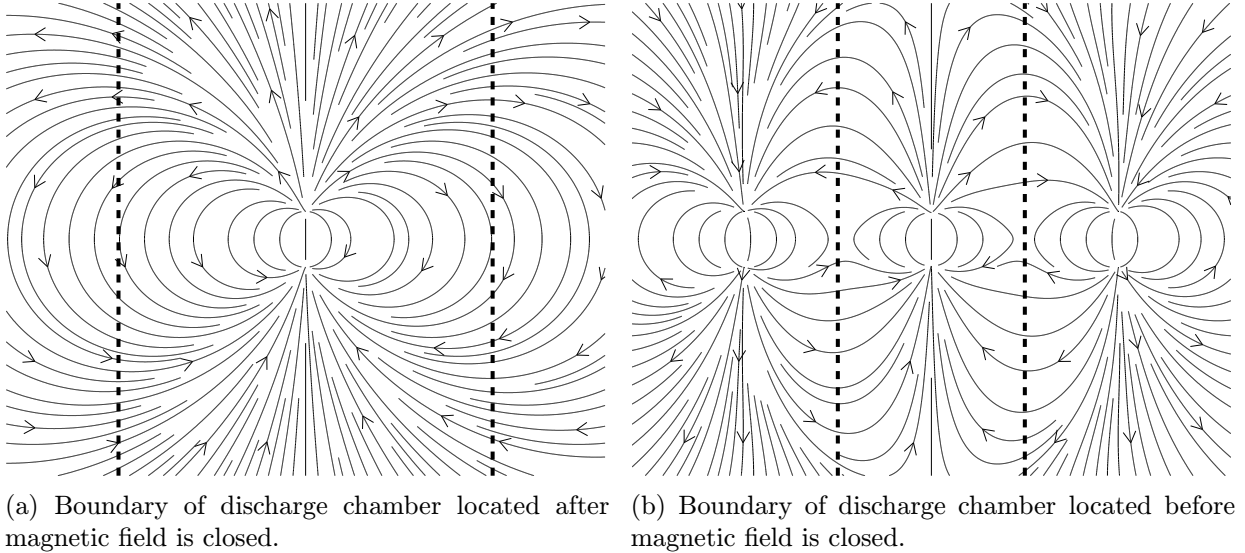 (a) Boundary of discharge chamber located after
magnetic field is closed.
(b) Boundary of discharge chamber located before
magnetic field is closed.